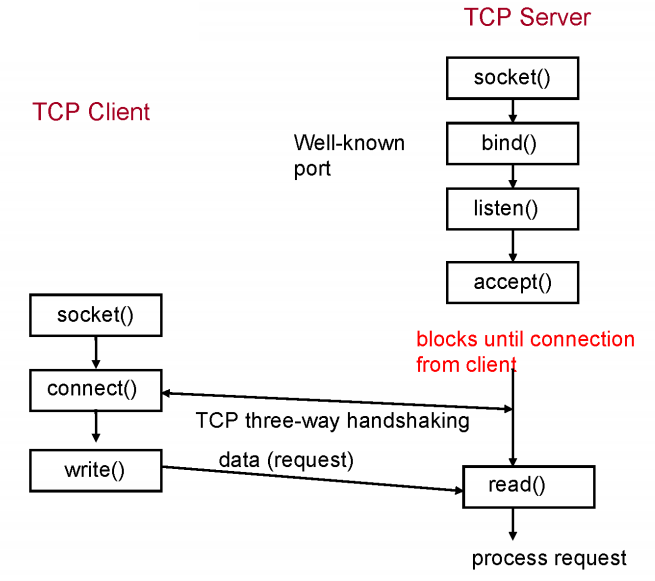 TCP Server
socket()
TCP Client
Well-known
port
bind()
listen()
accept()
socket()
blocks until connection
from client
connect()
TCP three-way handshaking
data (request)
write()
read()
process request